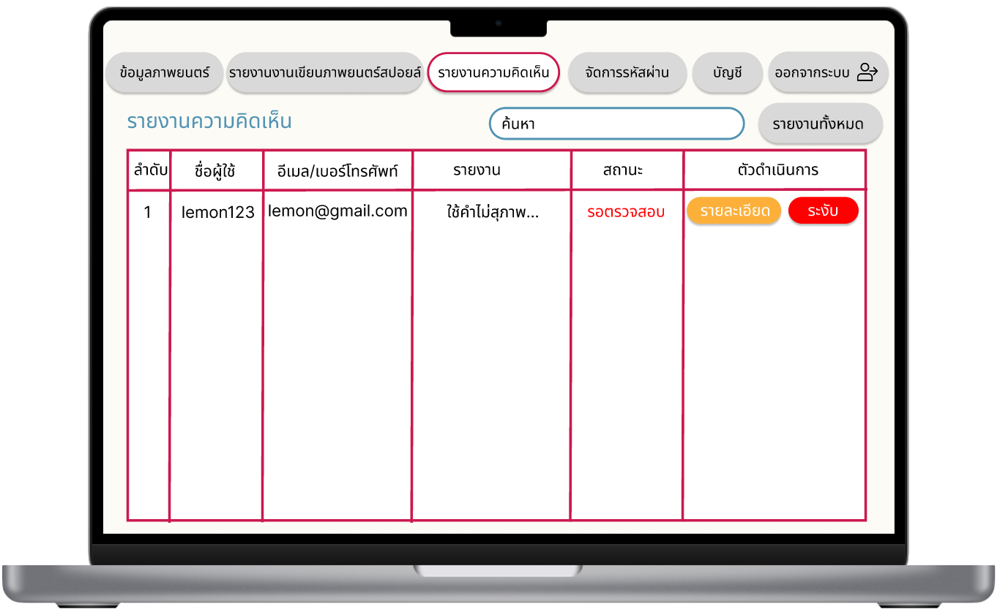 ข้อมูลภาพยนตร์ รายงานงานเขียนภาพยนตร์สปอยล์ รายงานความคิดเห็น จัดการรหัสผ่าน บัญชี ออกจากระบบ
รายงานความคิดเห็น ค้นหา รายงานทั้งหมด
ลำดับ ชื่อผู้ใช้ อีเมล/เบอร์โทรศัพท์ รายงาน สถานะ ตัวดำเนินการ
1 lemon123 lemon@gmail.com ใช้คำไม่สุภาพ... รอตรวจสอบ รายละเอียด ระงับ